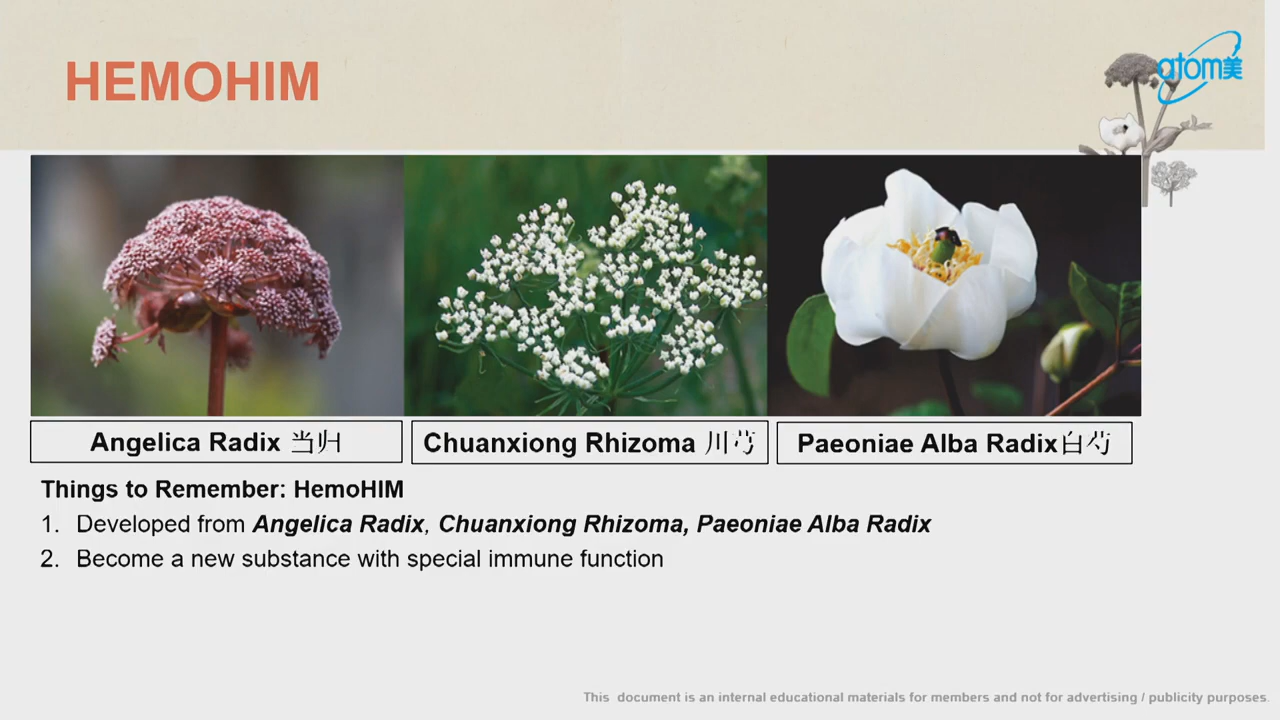 HEMOHIM
atom美
Angelica Radix 当归
Chuanxiong Rhizoma 川芎
Paeoniae Alba Radix白芍
Things to Remember: HemoHIM
1. Developed from Angelica Radix, Chuanxiong Rhizoma, Paeoniae Alba Radix
2. Become a new substance with special immune function
This document is an internal educational materials for members and not for advertising / publicity purposes.